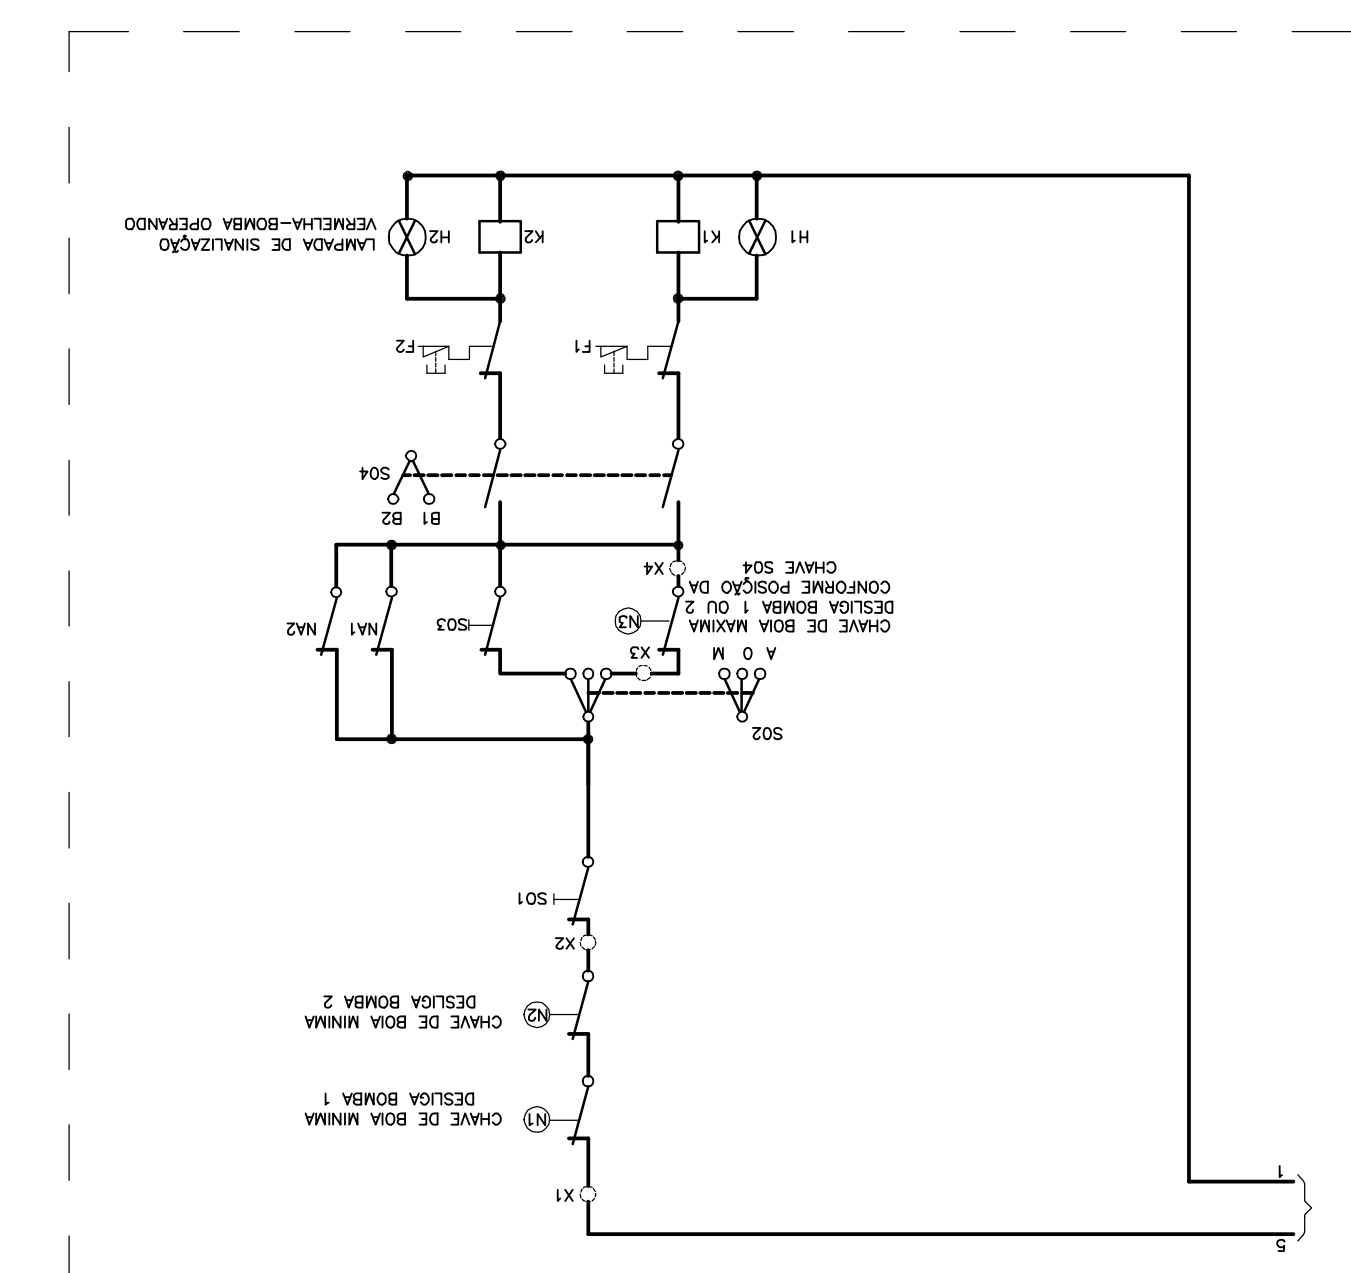 5
1
X1
N1
CHAVE DE BOIA MINIMA
DESLIGA BOMBA 1
N2
CHAVE DE BOIA MINIMA
DESLIGA BOMBA 2
X2
S01
S02
A O M
X3
CHAVE DE BOIA MAXIMA
DESLIGA BOMBA 1 OU 2
CONFORME POSIÇÃO DA
CHAVE S04
N3
S03
NA1
NA2
X4
B1 B2
S04
F1
F2
H1
K1
K2
H2
LAMPADA DE SINALIZAÇÃO
VERMELHA-BOMBA OPERANDO